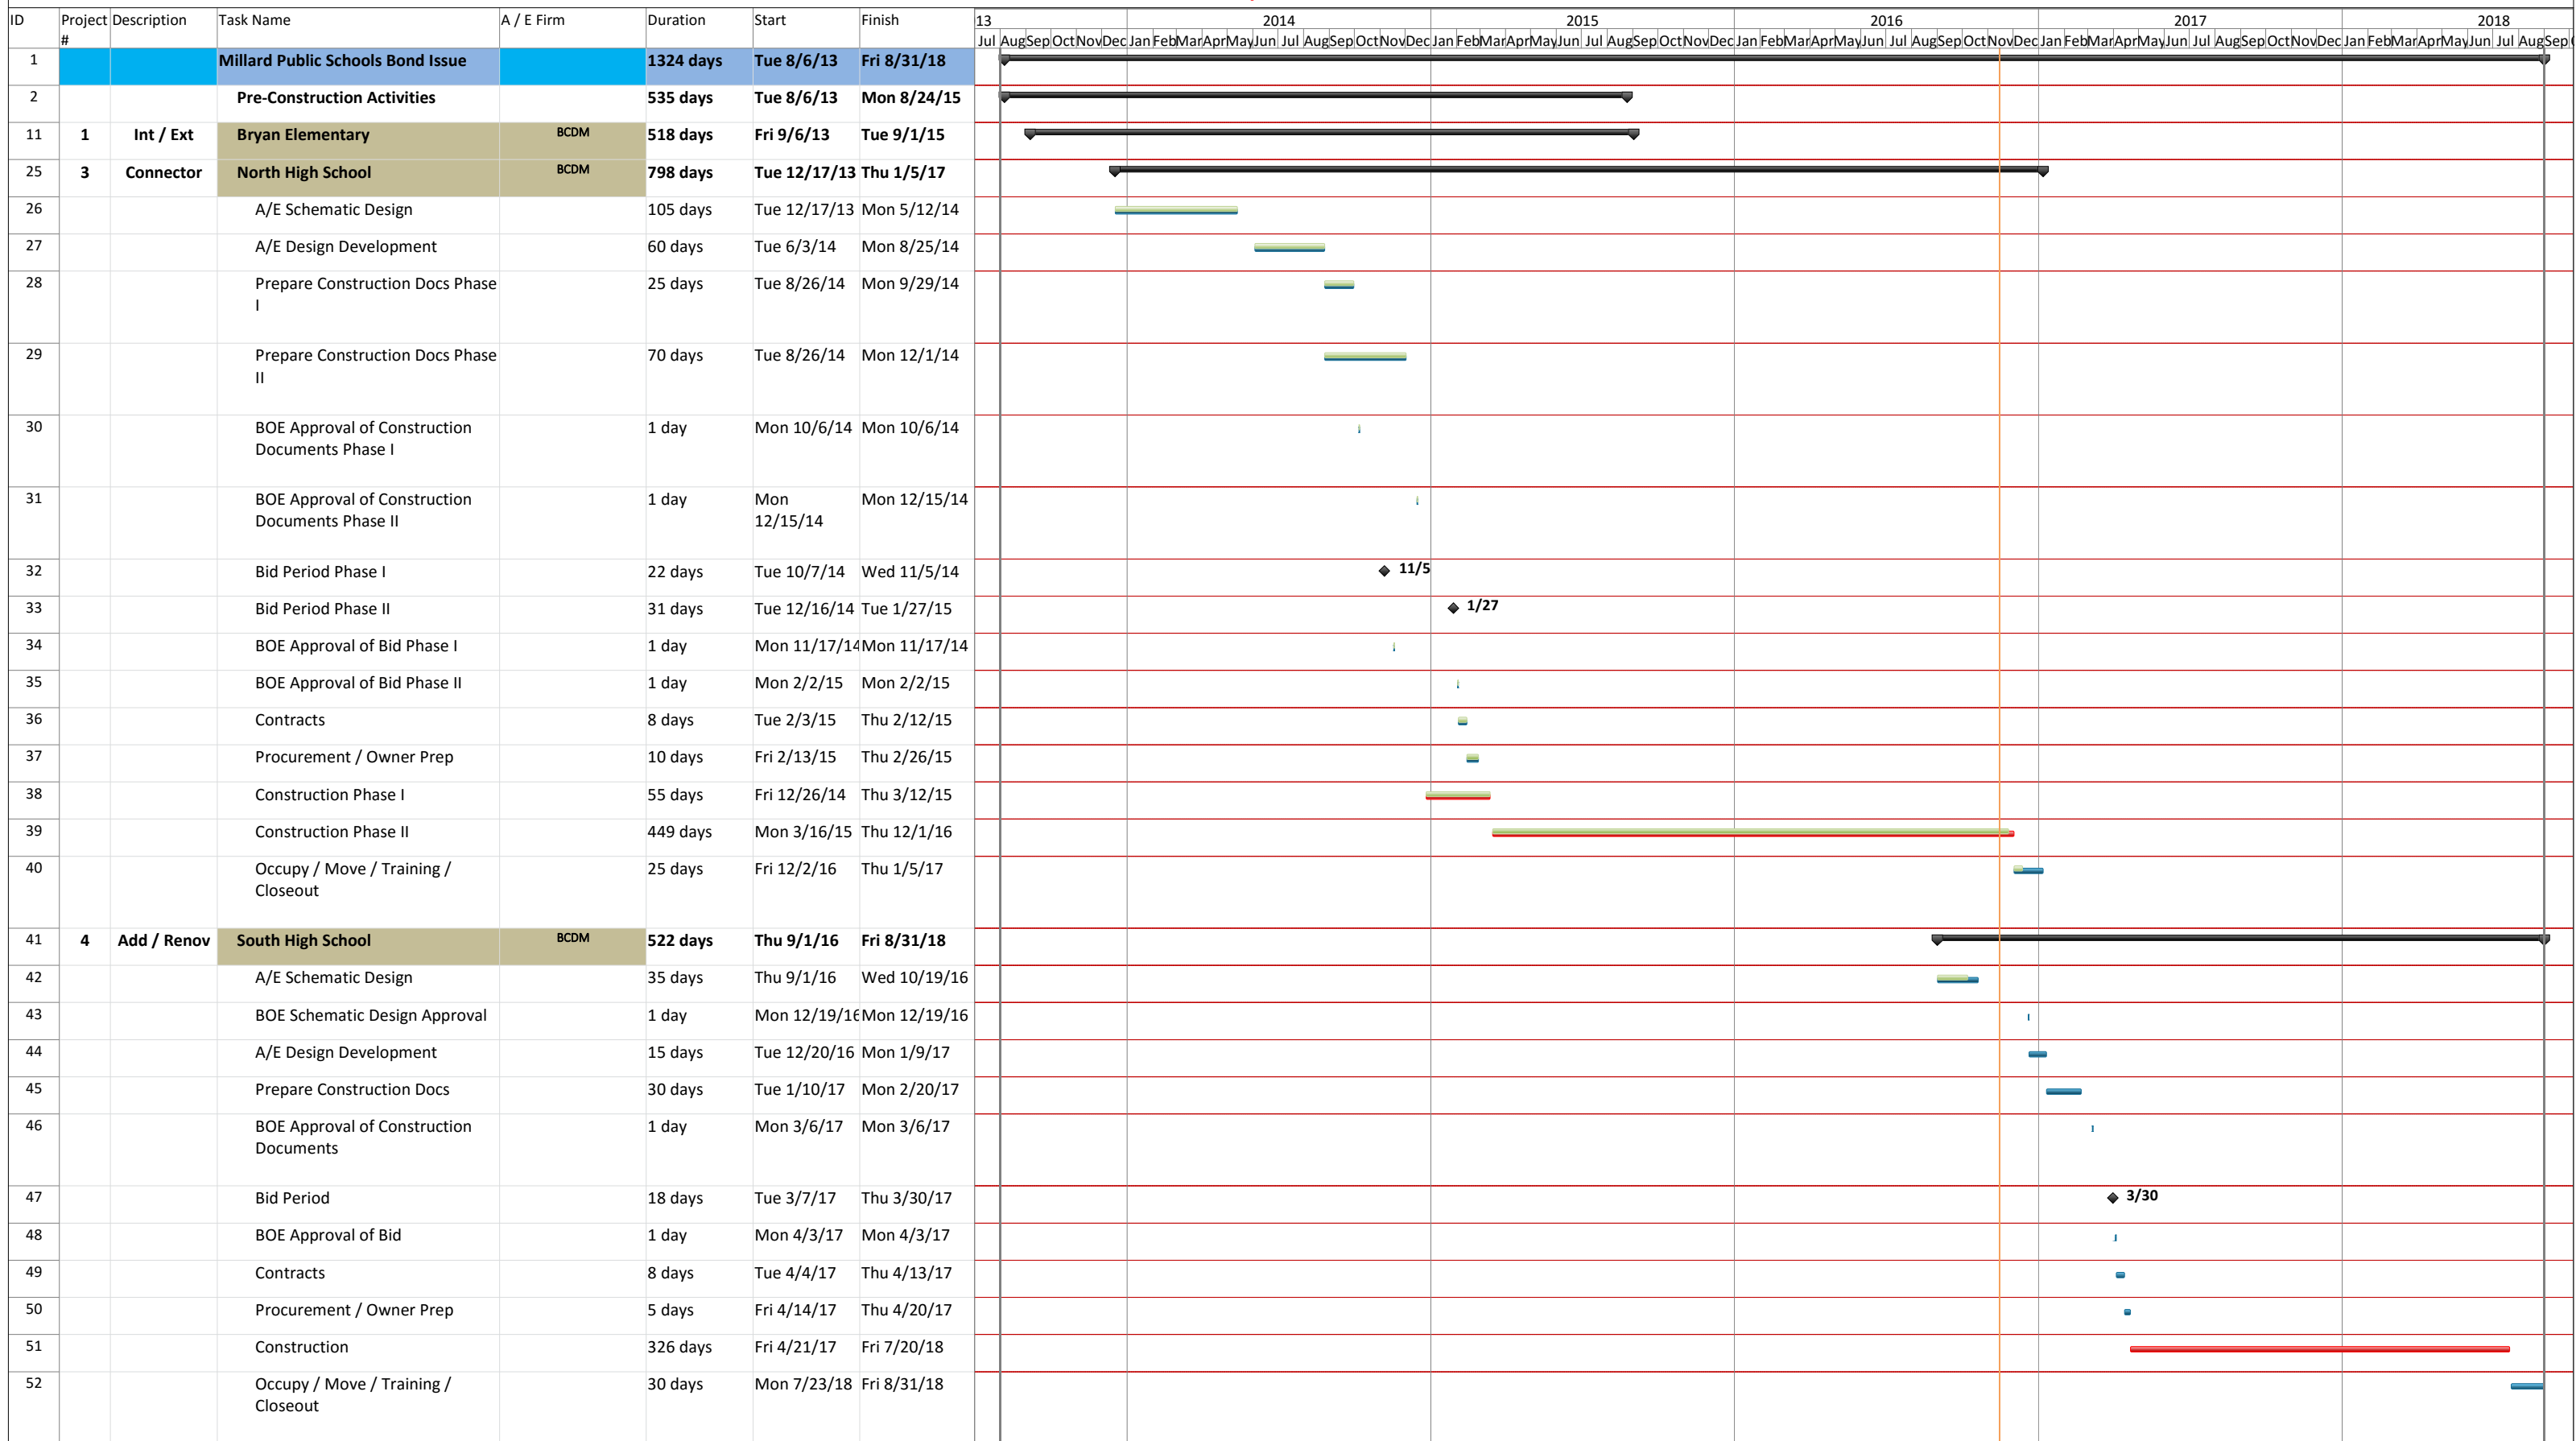 ID Project Description Task Name A / E Firm Duration Start Finish 13 2014 2015 2016 2017 2018
# Jul Aug Sep Oct Nov Dec Jan Feb Mar Apr May Jun Jul Aug Sep Oct Nov Dec Jan Feb Mar Apr May Jun Jul Aug Sep Oct Nov Dec Jan Feb Mar Apr May Jun Jul Aug Sep Oct Nov Dec Jan Feb Mar Apr May Jun Jul Aug Sep Oct Nov Dec Jan Feb Mar Apr May Jun Jul Aug Sep
1 Millard Public Schools Bond Issue 1324 days Tue 8/6/13 Fri 8/31/18
2 Pre-Construction Activities 535 days Tue 8/6/13 Mon 8/24/15
11 1 Int / Ext Bryan Elementary BCDM 518 days Fri 9/6/13 Tue 9/1/15
25 3 Connector North High School BCDM 798 days Tue 12/17/13 Thu 1/5/17
26 A/E Schematic Design 105 days Tue 12/17/13 Mon 5/12/14
27 A/E Design Development 60 days Tue 6/3/14 Mon 8/25/14
28 Prepare Construction Docs Phase 25 days Tue 8/26/14 Mon 9/29/14
I
29 Prepare Construction Docs Phase 70 days Tue 8/26/14 Mon 12/1/14
II
30 BOE Approval of Construction 1 day Mon 10/6/14 Mon 10/6/14
Documents Phase I
31 BOE Approval of Construction 1 day Mon Mon 12/15/14
Documents Phase II 12/15/14
32 Bid Period Phase I 22 days Tue 10/7/14 Wed 11/5/14 11/5
33 Bid Period Phase II 31 days Tue 12/16/14 Tue 1/27/15 1/27
34 BOE Approval of Bid Phase I 1 day Mon 11/17/14 Mon 11/17/14
35 BOE Approval of Bid Phase II 1 day Mon 2/2/15 Mon 2/2/15
36 Contracts 8 days Tue 2/3/15 Thu 2/12/15
37 Procurement / Owner Prep 10 days Fri 2/13/15 Thu 2/26/15
38 Construction Phase I 55 days Fri 12/26/14 Thu 3/12/15
39 Construction Phase II 449 days Mon 3/16/15 Thu 12/1/16
40 Occupy / Move / Training / 25 days Fri 12/2/16 Thu 1/5/17
Closeout
41 4 Add / Renov South High School BCDM 522 days Thu 9/1/16 Fri 8/31/18
42 A/E Schematic Design 35 days Thu 9/1/16 Wed 10/19/16
43 BOE Schematic Design Approval 1 day Mon 12/19/16 Mon 12/19/16
44 A/E Design Development 15 days Tue 12/20/16 Mon 1/9/17
45 Prepare Construction Docs 30 days Tue 1/10/17 Mon 2/20/17
46 BOE Approval of Construction 1 day Mon 3/6/17 Mon 3/6/17
Documents
47 Bid Period 18 days Tue 3/7/17 Thu 3/30/17 3/30
48 BOE Approval of Bid 1 day Mon 4/3/17 Mon 4/3/17
49 Contracts 8 days Tue 4/4/17 Thu 4/13/17
50 Procurement / Owner Prep 5 days Fri 4/14/17 Thu 4/20/17
51 Construction 326 days Fri 4/21/17 Fri 7/20/18
52 Occupy / Move / Training / 30 days Mon 7/23/18 Fri 8/31/18
Closeout